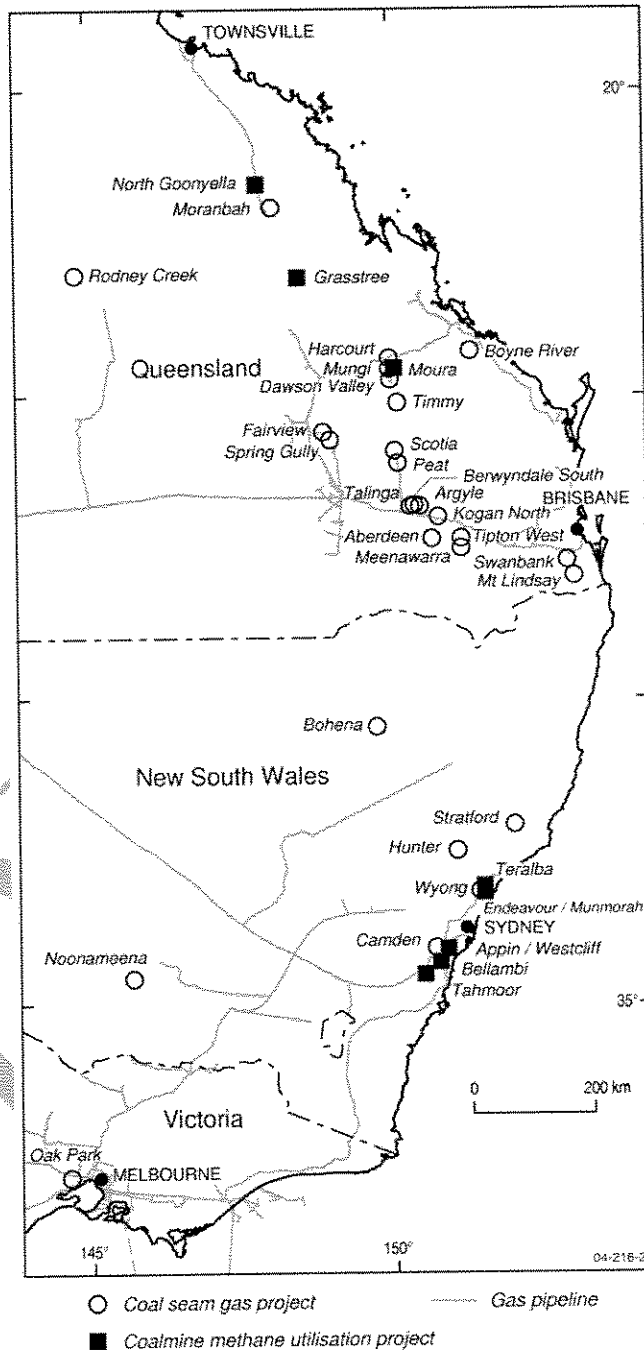 TOWNSVILLE
20°
North Goonyella
Moranbah
Rodney Creek
Grasstree
Harcourt
Boyne River
Queensland
Mungi
Moura
Dawson Valley
Timmy
Fairview
Scotia
Spring Gully
Peat
Berwyndale South
Talinga
Argyle
BRISBANE
Kogan North
Aberdeen
Tipton West
Meenawarra
Swanbank
Mt Lindsay
Bohena
New South Wales
Stratford
Hunter
Teralba
Wyong
Endeavour / Munmorah
SYDNEY
Camden
Appin / Westcliff
Noonameena
Bellambi
Tahmoor
35°
0 200 km
Victoria
Oak Park
MELBOURNE
145°
150°
04-216-2
Coal seam gas project
Gas pipeline
Coalmine methane utilisation project